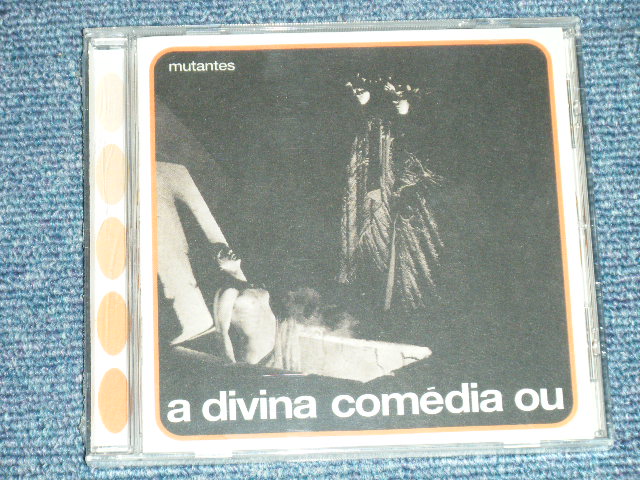 mutantes
a divina comédia ou